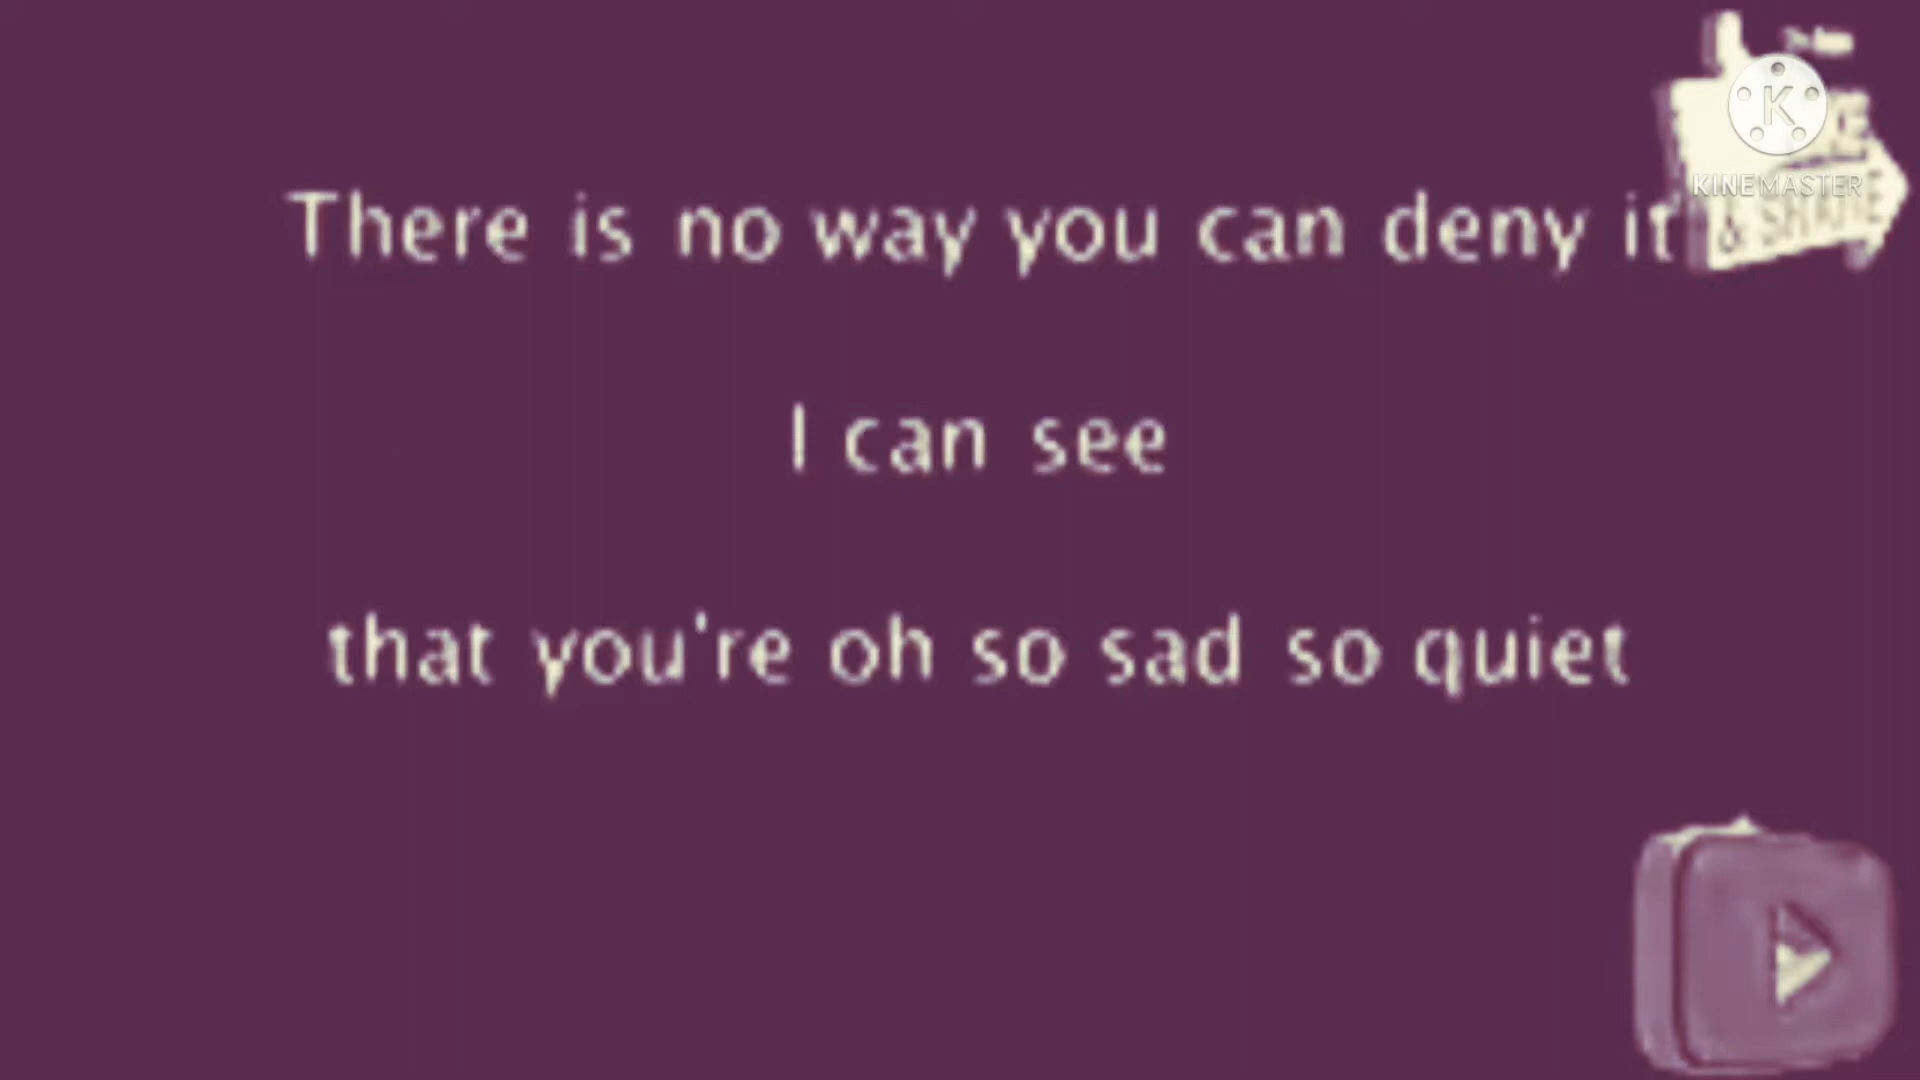 There is no way you can deny it
I can see
that you're oh so sad so quiet
KINEMASTER
& SHARE